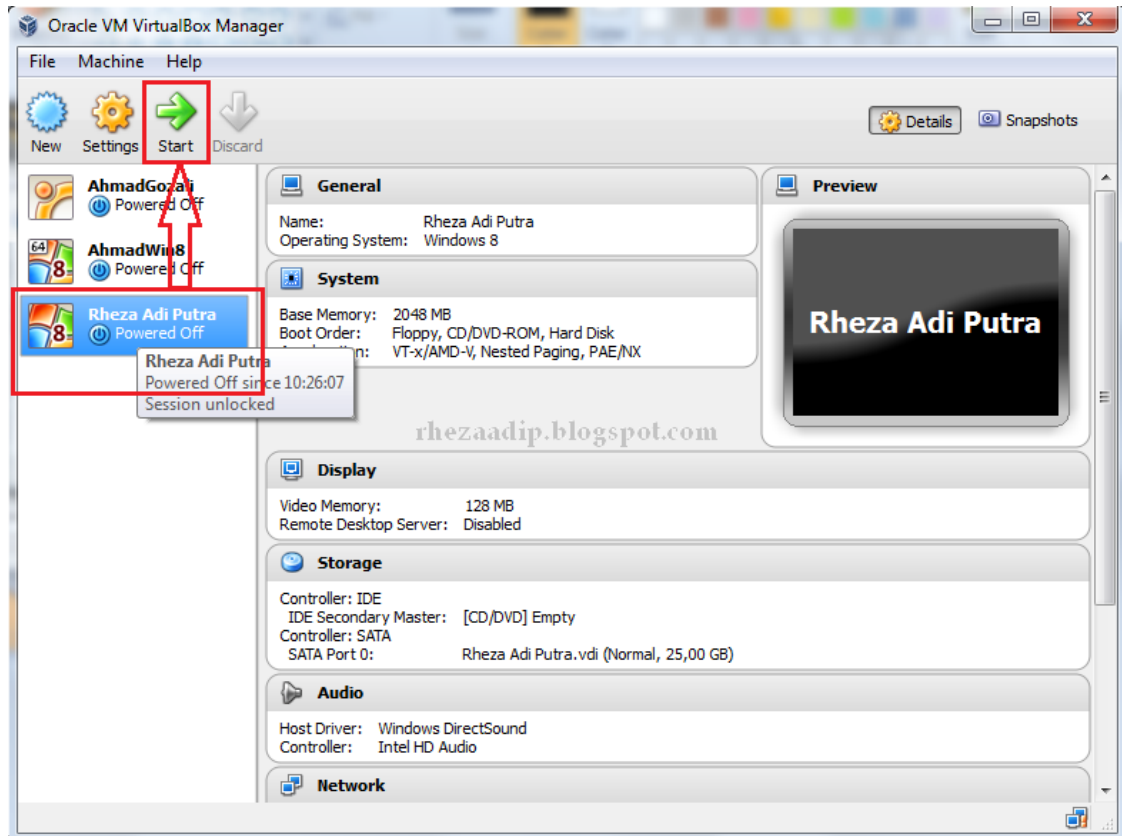 Oracle VM VirtualBox Manager
File Machine Help
New Settings Start Discard
Details Snapshots
AhmadGozali
Powered Off
64
8
AhmadWin8
Powered Off
8
Rheza Adi Putra
Powered Off
Rheza Adi Putra
Powered Off since 10:26:07
Session unlocked
General
Name: Rheza Adi Putra
Operating System: Windows 8
System
Base Memory: 2048 MB
Boot Order: Floppy, CD/DVD-ROM, Hard Disk
VT-x/AMD-V, Nested Paging, PAE/NX
Preview
Rheza Adi Putra
rhezaadip.blogspot.com
Display
Video Memory: 128 MB
Remote Desktop Server: Disabled
Storage
Controller: IDE
IDE Secondary Master: [CD/DVD] Empty
Controller: SATA
SATA Port 0: Rheza Adi Putra.vdi (Normal, 25,00 GB)
Audio
Host Driver: Windows DirectSound
Controller: Intel HD Audio
Network